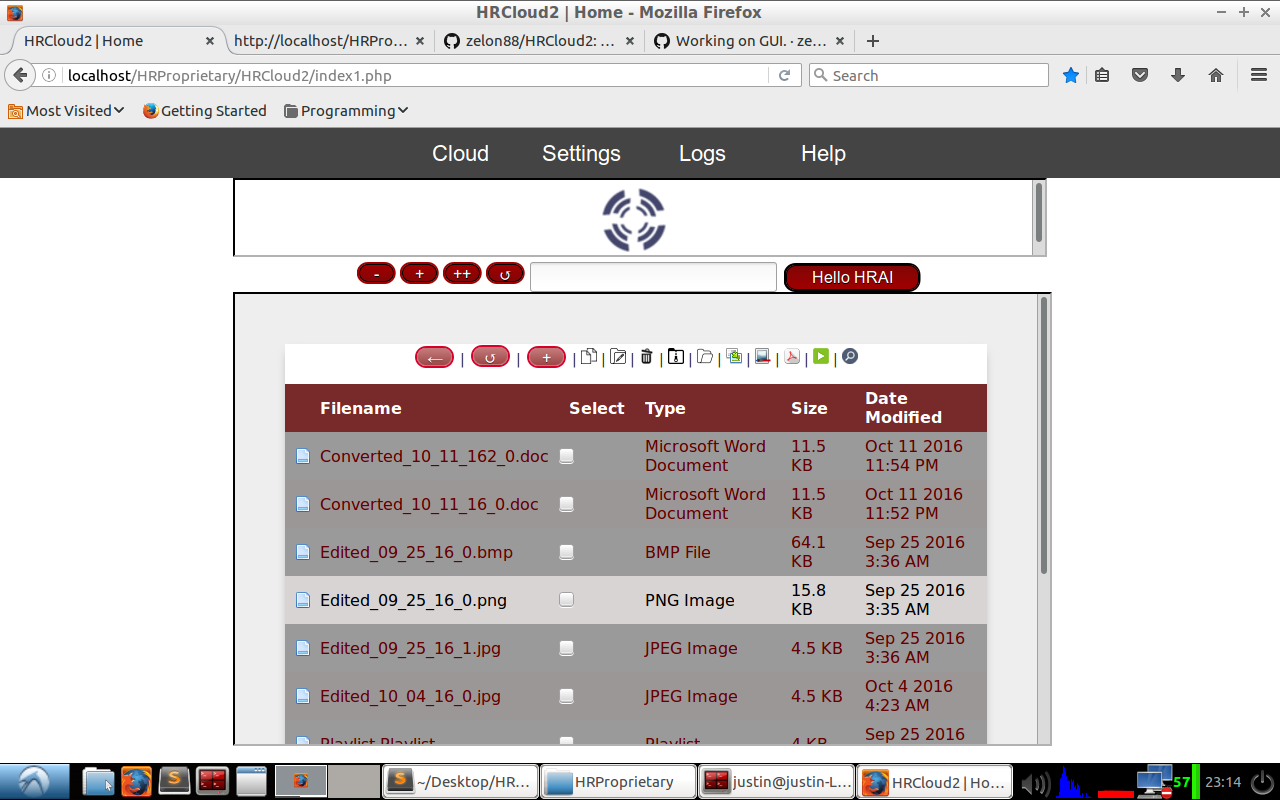 HRCloud2 | Home - Mozilla Firefox
HRCloud2 | Home
http://localhost/HRPro...
zelon88/HRCloud2: ...
Working on GUI. · ze...
localhost/HRProprietary/HRCloud2/index1.php
Search
Most Visited
Getting Started
Programming
Cloud
Settings
Logs
Help
- + ++ ↺
Hello HRAI
← | ↺ | + | | | | | | | | | |
Filename Select Type Size Date
Modified
Converted_10_11_162_0.doc Microsoft Word 11.5 Oct 11 2016
Document KB 11:54 PM
Converted_10_11_16_0.doc Microsoft Word 11.5 Oct 11 2016
Document KB 11:52 PM
Edited_09_25_16_0.bmp BMP File 64.1 Sep 25 2016
KB 3:36 AM
Edited_09_25_16_0.png PNG Image 15.8 Sep 25 2016
KB 3:35 AM
Edited_09_25_16_1.jpg JPEG Image 4.5 KB Sep 25 2016
3:36 AM
Edited_10_04_16_0.jpg JPEG Image 4.5 KB Oct 4 2016
4:23 AM
Playlist.Playlist Playlist 4 KB Sep 25 2016
~/Desktop/HR...
HRProprietary
justin@justin-L...
HRCloud2 | Ho...
57
23:14